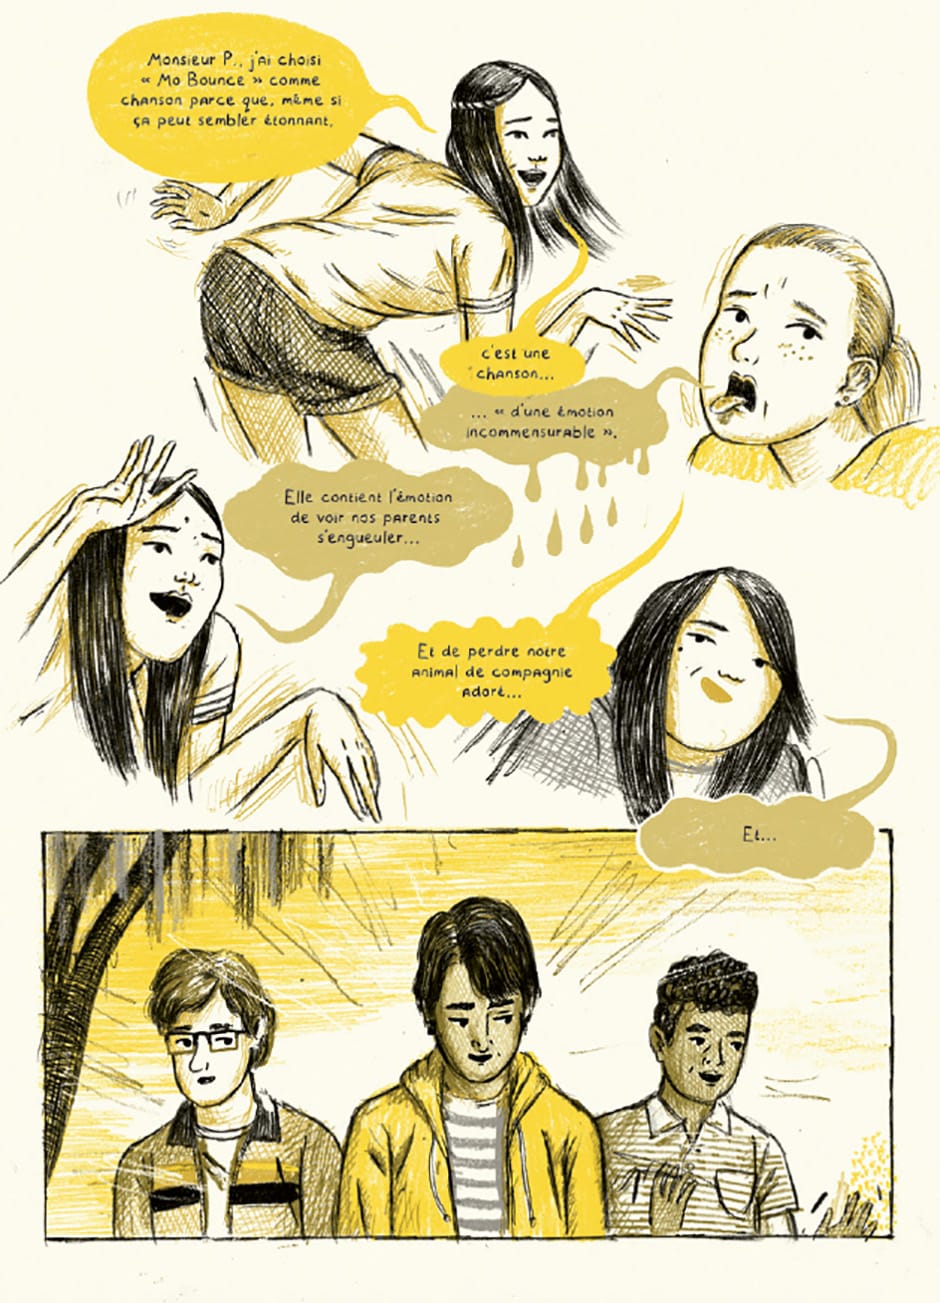 Monsieur P., j'ai choisi
« Mo Bounce » comme
chanson parce que, même si
ça peut sembler étonnant,
c'est une
chanson...
... « d'une émotion
incommensurable ».
Elle contient l'émotion
de voir nos parents
s'engueuler...
Et de perdre notre
animal de compagnie
adoré...
Et...